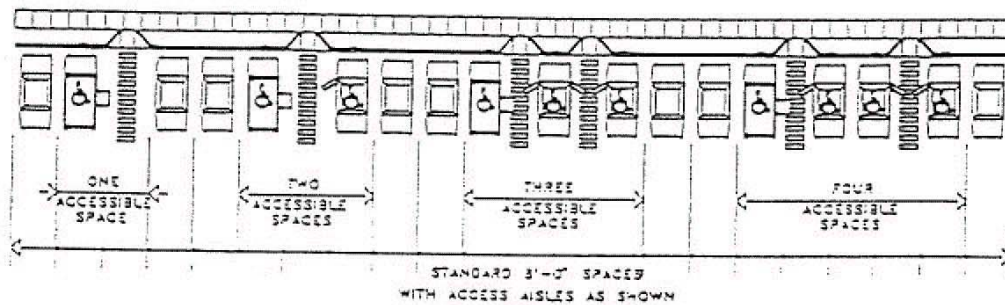 ONE
ACCESSIBLE
SPACE
TWO
ACCESSIBLE
SPACES
THREE
ACCESSIBLE
SPACES
FOUR
ACCESSIBLE
SPACES
STANDARD SPACES
WITH ACCESS AISLES AS SHOWN